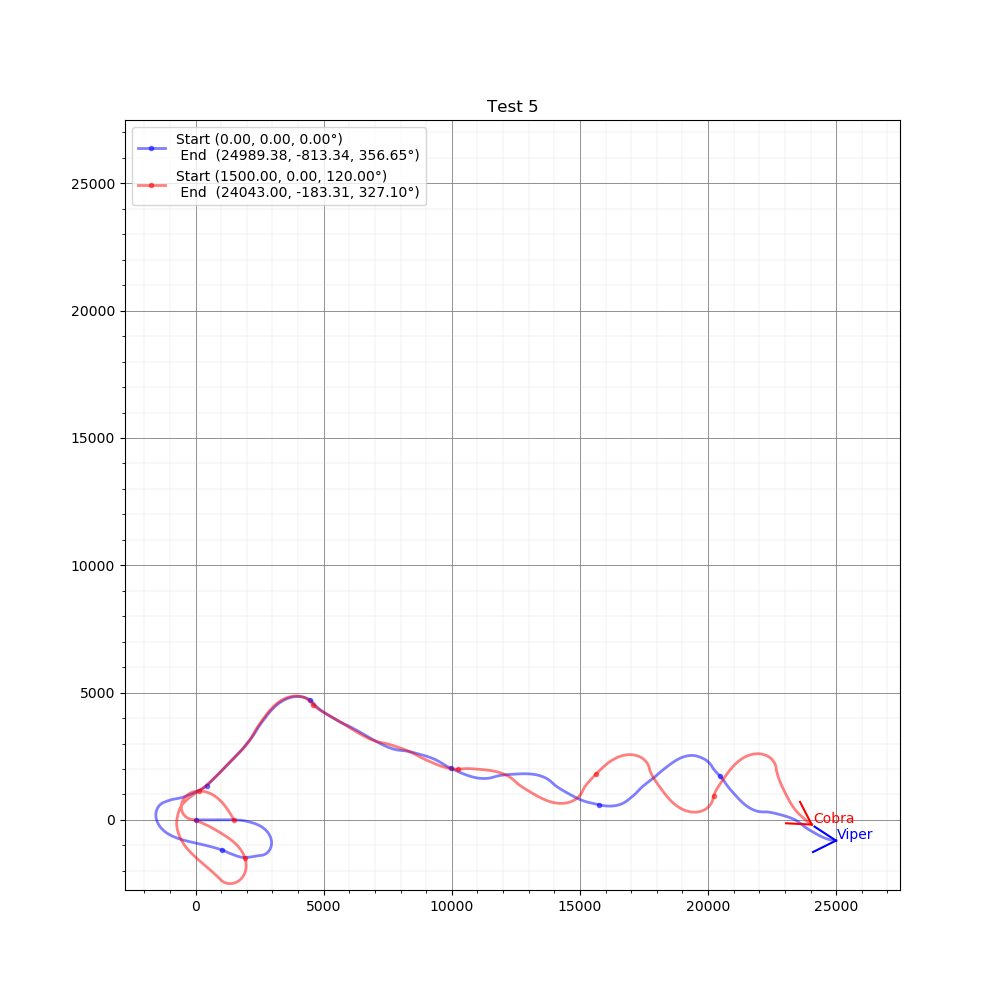 Test 5
Start (0.00, 0.00, 0.00°)
End (24989.38, -813.34, 356.65°)
Start (1500.00, 0.00, 120.00°)
End (24043.00, -183.31, 327.10°)
25000
20000
15000
10000
5000
0
Cobra
Viper
0 5000 10000 15000 20000 25000